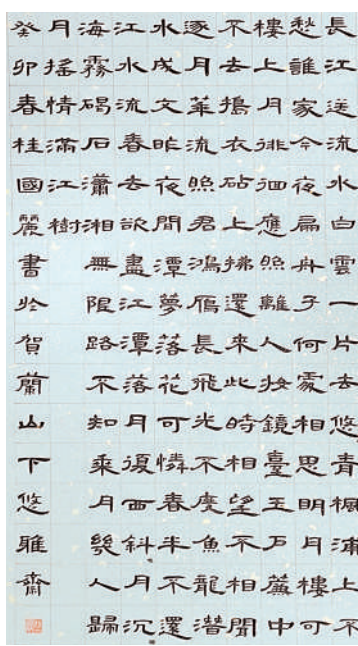 長江送流水白雲一片去悠青楓浦上不
愁誰家今夜扁舟子何處相思明月樓可
樓上月徘徊應照離人妝鏡臺玉戶簾中
不去搗衣砧上拂還來此時相望不相聞
逐月華流照君鴻鴈長飛光不度魚龍潛
水成文昨夜間潭夢落花可憐春半不還
江水流春去欲盡江潭落月復西斜月沉
海霧碣石瀟湘無限路不知乘月幾人歸
月搖情滿江樹
癸卯春桂國麗書於賀蘭山下悠雅齋